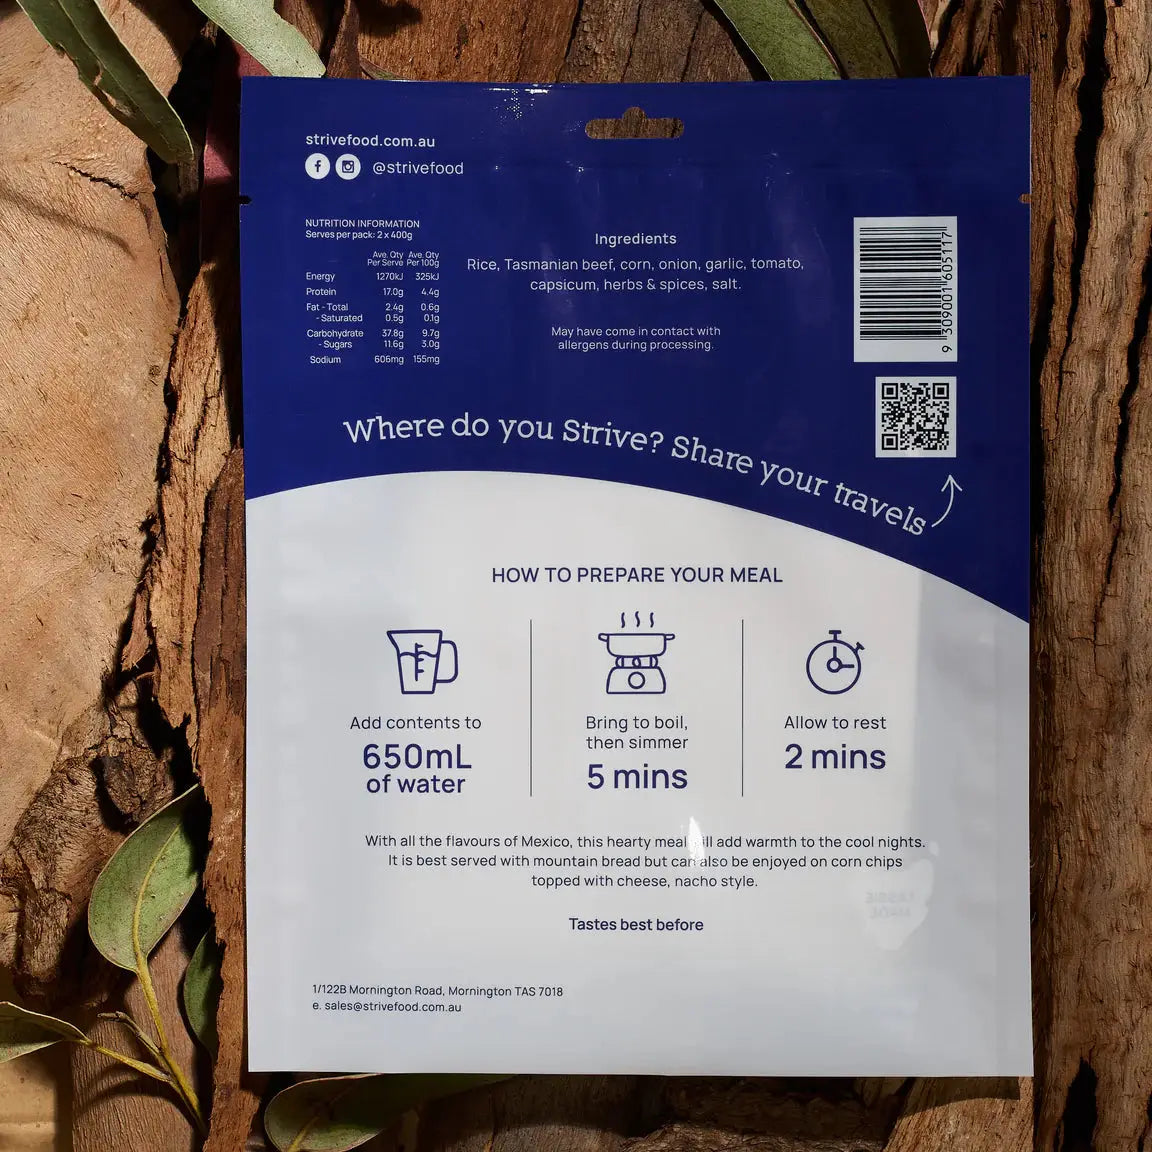 strivefood.com.au
@strivefood
NUTRITION INFORMATION
Serves per pack: 2 x 400g
Ave. Qty Per Serve Ave. Qty Per 100g
Energy 1270kJ 325kJ
Protein 17.0g 4.4g
Fat - Total 2.4g 0.6g
- Saturated 0.5g 0.1g
Carbohydrate 37.8g 9.7g
- Sugars 11.6g 3.0g
Sodium 606mg 155mg
Ingredients
Rice, Tasmanian beef, corn, onion, garlic, tomato,
capsicum, herbs & spices, salt.
May have come in contact with
allergens during processing.
9 309001 605117
Where do you Strive? Share your travels
HOW TO PREPARE YOUR MEAL
Add contents to
650mL
of water
Bring to boil,
then simmer
5 mins
Allow to rest
2 mins
With all the flavours of Mexico, this hearty meal will add warmth to the cool nights.
It is best served with mountain bread but can also be enjoyed on corn chips
topped with cheese, nacho style.
Tastes best before
1/122B Mornington Road, Mornington TAS 7018
e. sales@strivefood.com.au